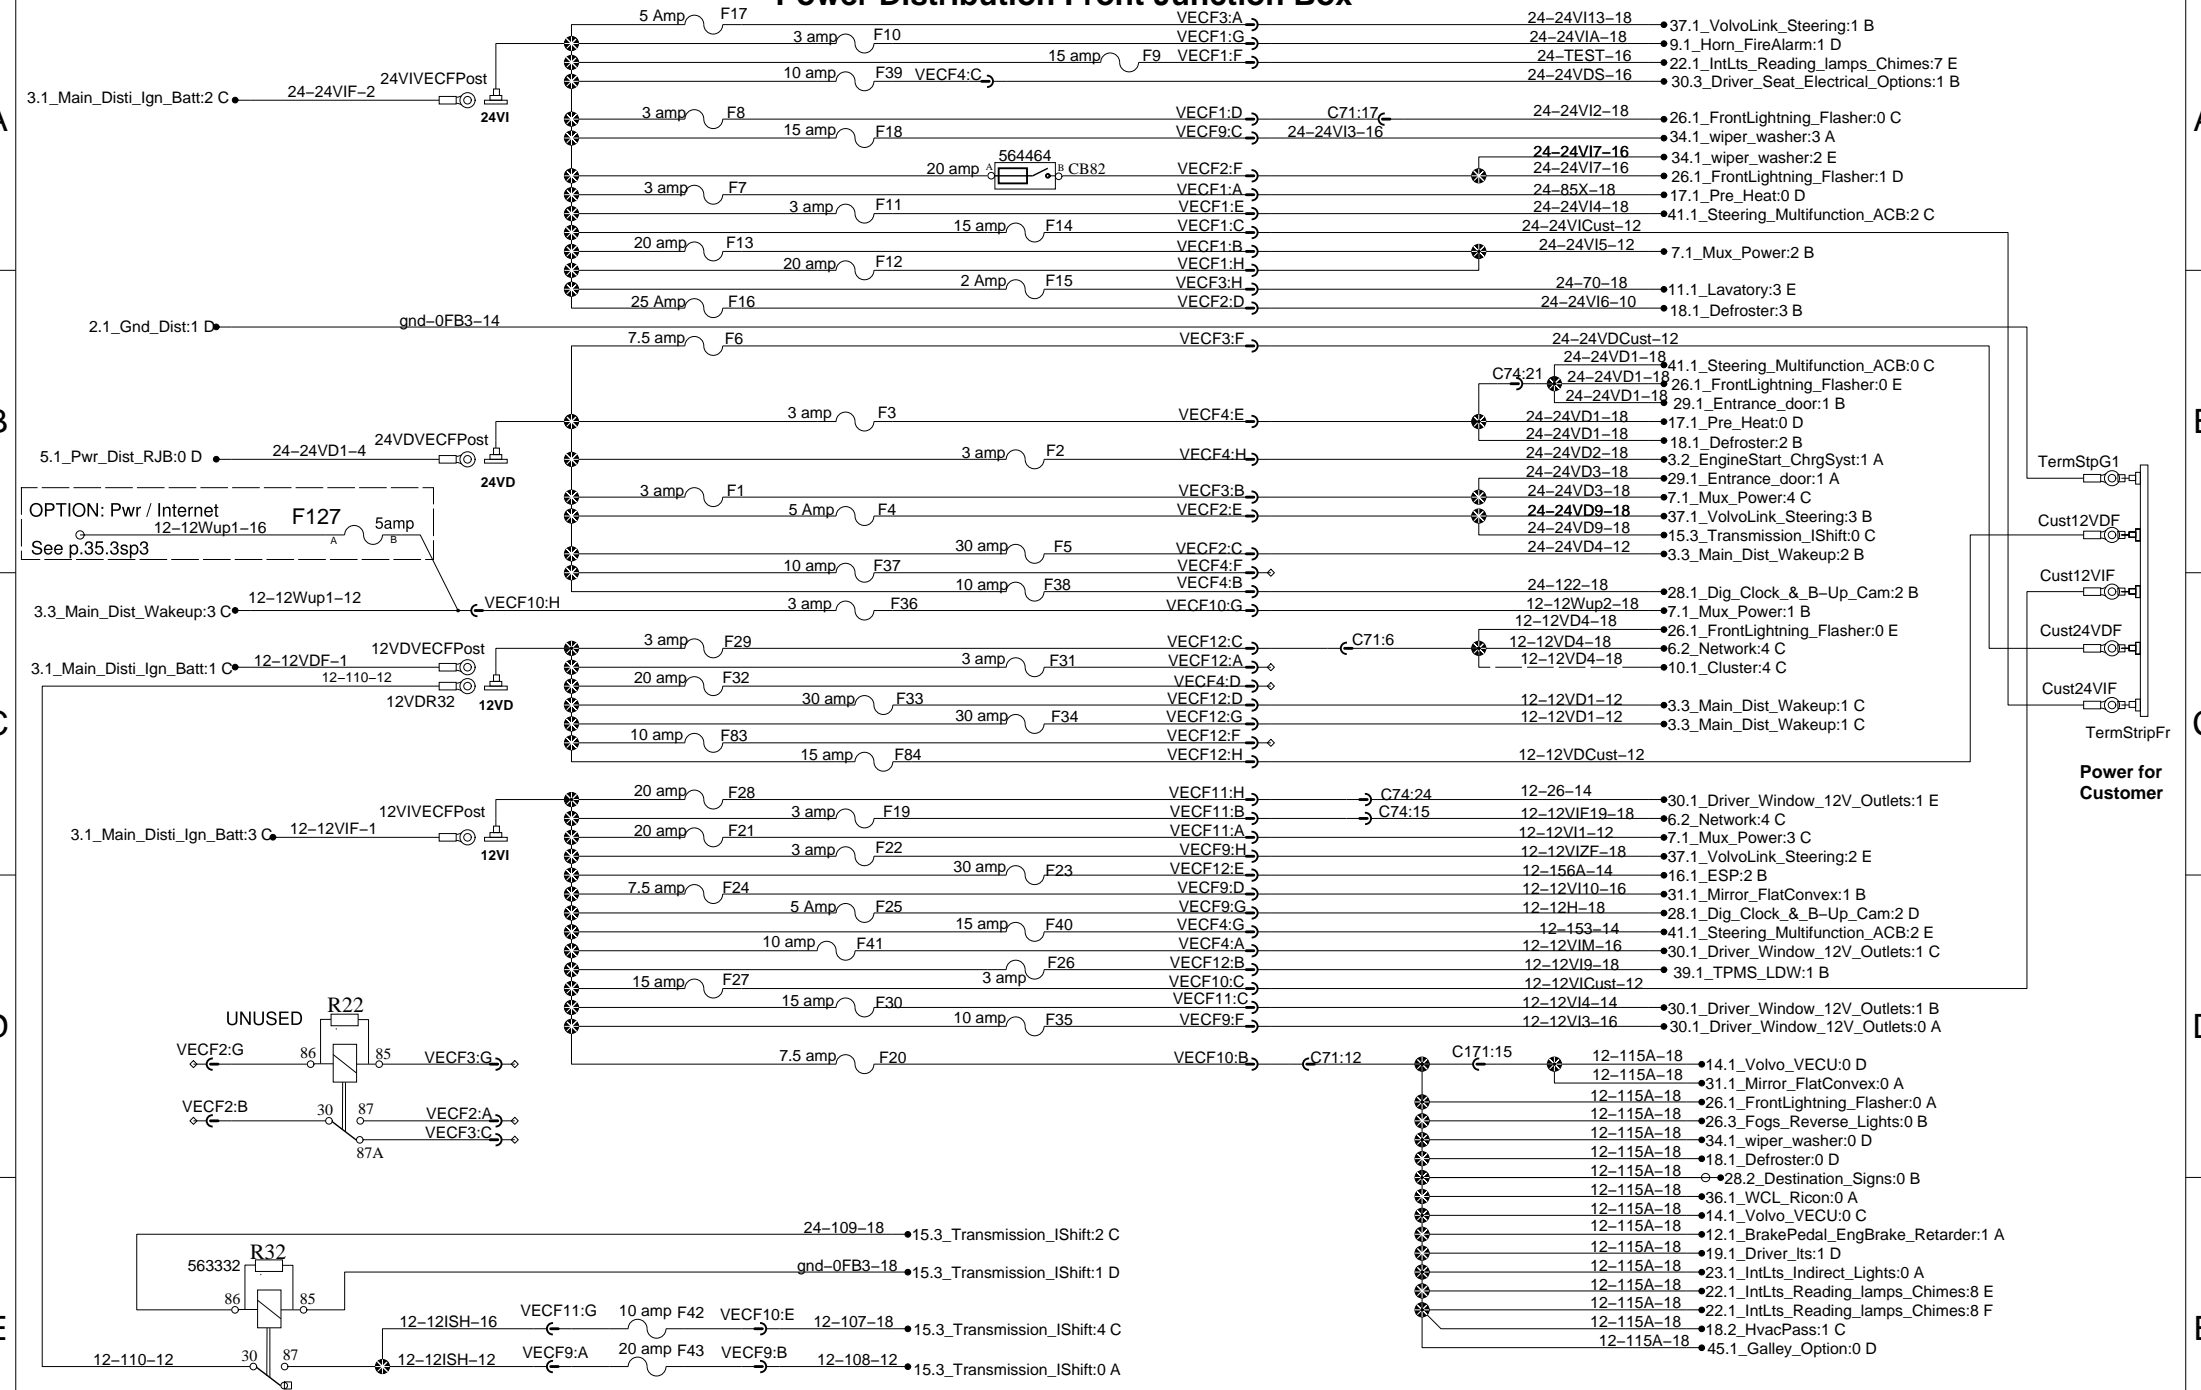 Power Distribution Front Junction Box
5 Amp F17 VECF3:A 24-24VI13-18 37.1_VolvoLink_Steering:1 B
3 amp F10 VECF1:G 24-24VIA-18 9.1_Horn_FireAlarm:1 D
15 amp F9 VECF1:F 24-TEST-16 22.1_IntLts_Reading_lamps_Chimes:7 E
24VIVECFPost 10 amp F39 VECF4:C 24-24VDS-16 30.3_Driver_Seat_Electrical_Options:1 B
3.1_Main_Disti_Ign_Batt:2 C 24-24VIF-2
24VI
A 3 amp F8 VECF1:D C71:17 24-24VI2-18 26.1_FrontLightning_Flasher:0 C A
15 amp F18 VECF9:C 24-24VI3-16 34.1_wiper_washer:3 A
24-24VI7-16 34.1_wiper_washer:2 E
564464
20 amp A B CB82 VECF2:F 24-24VI7-16 26.1_FrontLightning_Flasher:1 D
3 amp F7 VECF1:A 24-85X-18 17.1_Pre_Heat:0 D
3 amp F11 VECF1:E 24-24VI4-18 41.1_Steering_Multifunction_ACB:2 C
15 amp F14 VECF1:C 24-24VICust-12
20 amp F13 VECF1:B 24-24VI5-12 7.1_Mux_Power:2 B
20 amp F12 VECF1:H
2 Amp F15 VECF3:H 24-70-18 11.1_Lavatory:3 E
25 Amp F16 VECF2:D 24-24VI6-10 18.1_Defroster:3 B
2.1_Gnd_Dist:1 D gnd-0FB3-14
7.5 amp F6 VECF3:F 24-24VDCust-12
24-24VD1-18 41.1_Steering_Multifunction_ACB:0 C
C74:21 24-24VD1-18 26.1_FrontLightning_Flasher:0 E
24-24VD1-18 29.1_Entrance_door:1 B
B 3 amp F3 VECF4:E 24-24VD1-18 17.1_Pre_Heat:0 D
24VDVECFPost 24-24VD1-18 18.1_Defroster:2 B
5.1_Pwr_Dist_RJB:0 D 24-24VD1-4 3 amp F2 VECF4:H 24-24VD2-18 3.2_EngineStart_ChrgSyst:1 A
24VD
24-24VD3-18 29.1_Entrance_door:1 A
TermStpG1
3 amp F1 VECF3:B 24-24VD3-18 7.1_Mux_Power:4 C
OPTION: Pwr / Internet
5 Amp F4 VECF2:E 24-24VD9-18 37.1_VolvoLink_Steering:3 B
12-12Wup1-16 F127 A B 5amp
24-24VD9-18 15.3_Transmission_IShift:0 C
Cust12VDF
See p.35.3sp3
30 amp F5 VECF2:C 24-24VD4-12 3.3_Main_Dist_Wakeup:2 B
10 amp F37 VECF4:F
Cust12VIF
10 amp F38 VECF4:B 24-122-18 28.1_Dig_Clock_&_B-Up_Cam:2 B
3.3_Main_Dist_Wakeup:3 C 12-12Wup1-12 VECF10:H 3 amp F36 VECF10:G 12-12Wup2-18 7.1_Mux_Power:1 B
12-12VD4-18 26.1_FrontLightning_Flasher:0 E
Cust24VDF
12VDVECFPost 3 amp F29 VECF12:C C71:6 12-12VD4-18 6.2_Network:4 C
3.1_Main_Disti_Ign_Batt:1 C 12-12VDF-1 3 amp F31 VECF12:A 12-12VD4-18 10.1_Cluster:4 C
12-110-12 20 amp F32 VECF4:D
Cust24VIF
12VDR32 12VD 30 amp F33 VECF12:D 12-12VD1-12 3.3_Main_Dist_Wakeup:1 C
C 30 amp F34 VECF12:G 12-12VD1-12 3.3_Main_Dist_Wakeup:1 C
TermStripFr
10 amp F83 VECF12:F
15 amp F84 VECF12:H 12-12VDCust-12
Power for
Customer
20 amp F28 VECF11:H C74:24 12-26-14 30.1_Driver_Window_12V_Outlets:1 E
12VIVECFPost 3 amp F19 VECF11:B C74:15 12-12VIF19-18 6.2_Network:4 C
3.1_Main_Disti_Ign_Batt:3 C 12-12VIF-1 20 amp F21 VECF11:A 12-12VI1-12 7.1_Mux_Power:3 C
12VI 3 amp F22 VECF9:H 12-12VIZF-18 37.1_VolvoLink_Steering:2 E
30 amp F23 VECF12:E 12-156A-14 16.1_ESP:2 B
7.5 amp F24 VECF9:D 12-12VI10-16 31.1_Mirror_FlatConvex:1 B
5 Amp F25 VECF9:G 12-12H-18 28.1_Dig_Clock_&_B-Up_Cam:2 D
15 amp F40 VECF4:G 12-153-14 41.1_Steering_Multifunction_ACB:2 E
10 amp F41 VECF4:A 12-12VIM-16 30.1_Driver_Window_12V_Outlets:1 C
3 amp F26 VECF12:B 12-12VI9-18 39.1_TPMS_LDW:1 B
15 amp F27 VECF10:C 12-12VICust-12
15 amp F30 VECF11:C 12-12VI4-14 30.1_Driver_Window_12V_Outlets:1 B
10 amp F35 VECF9:F 12-12VI3-16 30.1_Driver_Window_12V_Outlets:0 A
UNUSED R22
D
VECF2:G 86 85 VECF3:G
7.5 amp F20 VECF10:B C71:12 C171:15 12-115A-18 14.1_Volvo_VECU:0 D
12-115A-18 31.1_Mirror_FlatConvex:0 A
VECF2:B 30 87 VECF2:A
12-115A-18 26.1_FrontLightning_Flasher:0 A
12-115A-18 26.3_Fogs_Reverse_Lights:0 B
87A VECF3:C
12-115A-18 34.1_wiper_washer:0 D
12-115A-18 18.1_Defroster:0 D
12-115A-18 28.2_Destination_Signs:0 B
12-115A-18 36.1_WCL_Ricon:0 A
12-115A-18 14.1_Volvo_VECU:0 C
24-109-18 15.3_Transmission_IShift:2 C
12-115A-18 12.1_BrakePedal_EngBrake_Retarder:1 A
12-115A-18 19.1_Driver_lts:1 D
563332 R32
gnd-0FB3-18 15.3_Transmission_IShift:1 D
12-115A-18 23.1_IntLts_Indirect_Lights:0 A
12-115A-18 22.1_IntLts_Reading_lamps_Chimes:8 E
86 85
12-115A-18 22.1_IntLts_Reading_lamps_Chimes:8 F
E 12-12ISH-16 VECF11:G 10 amp F42 VECF10:E 12-107-18 15.3_Transmission_IShift:4 C
12-115A-18 18.2_HvacPass:1 C
12-115A-18 45.1_Galley_Option:0 D
12-110-12 30 87 12-12ISH-12 VECF9:A 20 amp F43 VECF9:B 12-108-12 15.3_Transmission_IShift:0 A